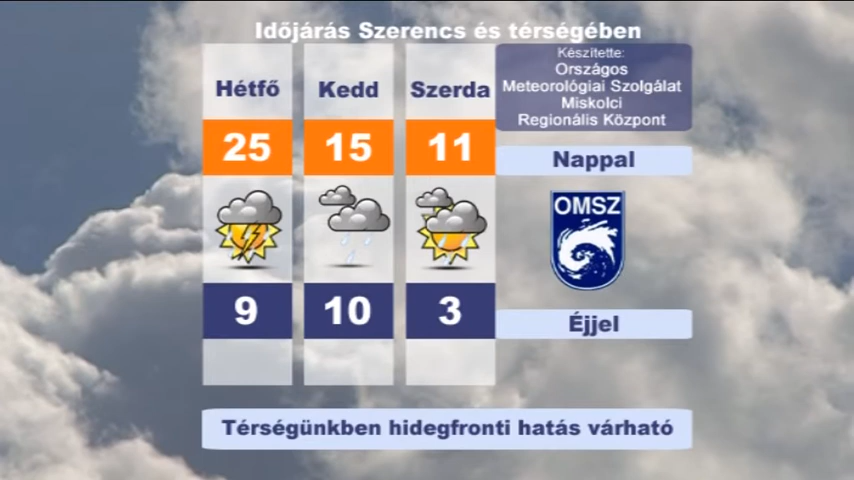 Időjárás Szerencs és térségében
Készítette:
Országos
Meteorológiai Szolgálat
Miskolci
Regionális Központ
Hétfő Kedd Szerda
25 15 11
Nappal
OMSZ
9 10 3
Éjjel
Térségünkben hidegfronti hatás várható